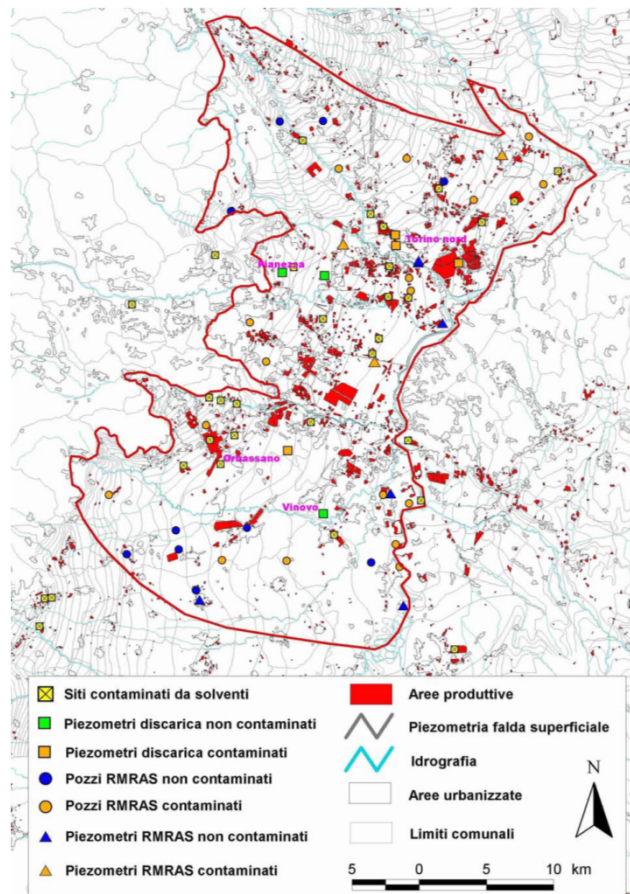 Torino nord
Pianezza
Orbassano
Vinovo
Siti contaminati da solventi
Piezometri discarica non contaminati
Piezometri discarica contaminati
Pozzi RMRAS non contaminati
Pozzi RMRAS contaminati
Piezometri RMRAS non contaminati
Piezometri RMRAS contaminati
Aree produttive
Piezometria falda superficiale
Idrografia
Aree urbanizzate
Limiti comunali
N
5 0 5 10 km